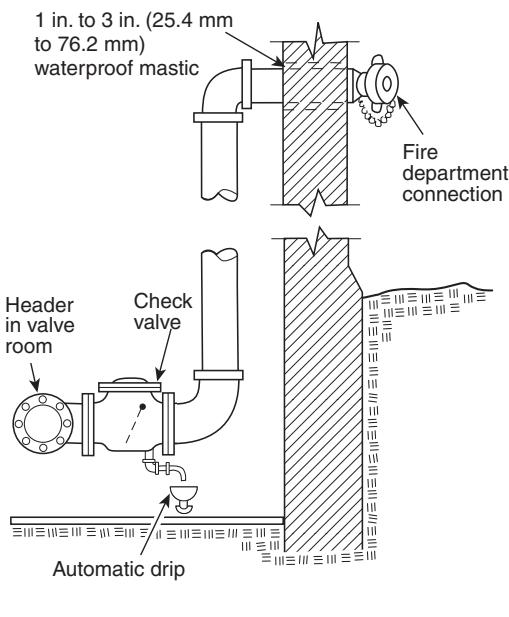 1 in. to 3 in. (25.4 mm
to 76.2 mm)
waterproof mastic
Fire
department
connection
Header
in valve
room
Check
valve
Automatic drip